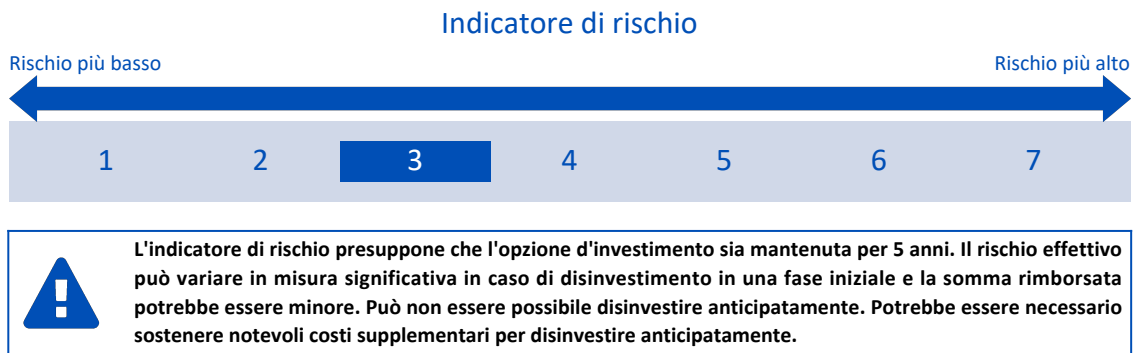 Indicatore di rischio
Rischio più basso Rischio più alto
1 2 3 4 5 6 7
L'indicatore di rischio presuppone che l'opzione d'investimento sia mantenuta per 5 anni. Il rischio effettivo
può variare in misura significativa in caso di disinvestimento in una fase iniziale e la somma rimborsata
potrebbe essere minore. Può non essere possibile disinvestire anticipatamente. Potrebbe essere necessario
sostenere notevoli costi supplementari per disinvestire anticipatamente.